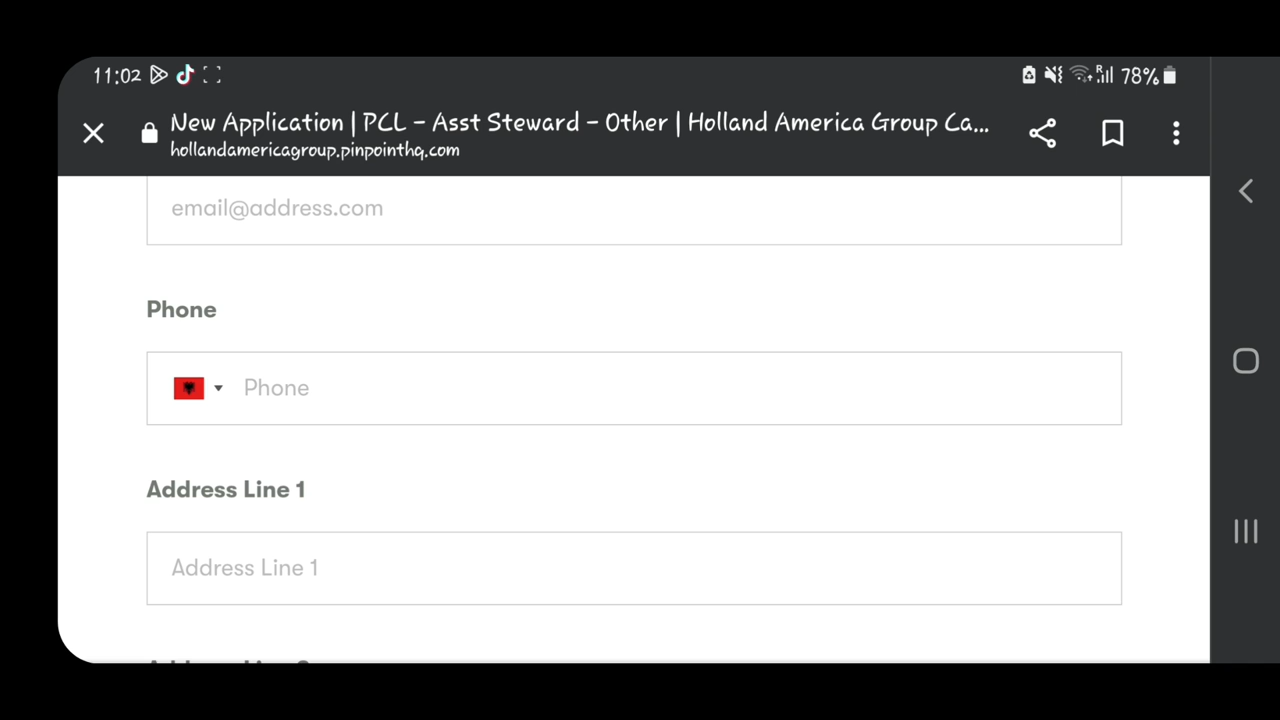 11:02
78%
New Application | PCL - Asst Steward - Other | Holland America Group Ca...
hollandamericagroup.pinpointhq.com
email@address.com
Phone
Phone
Address Line 1
Address Line 1